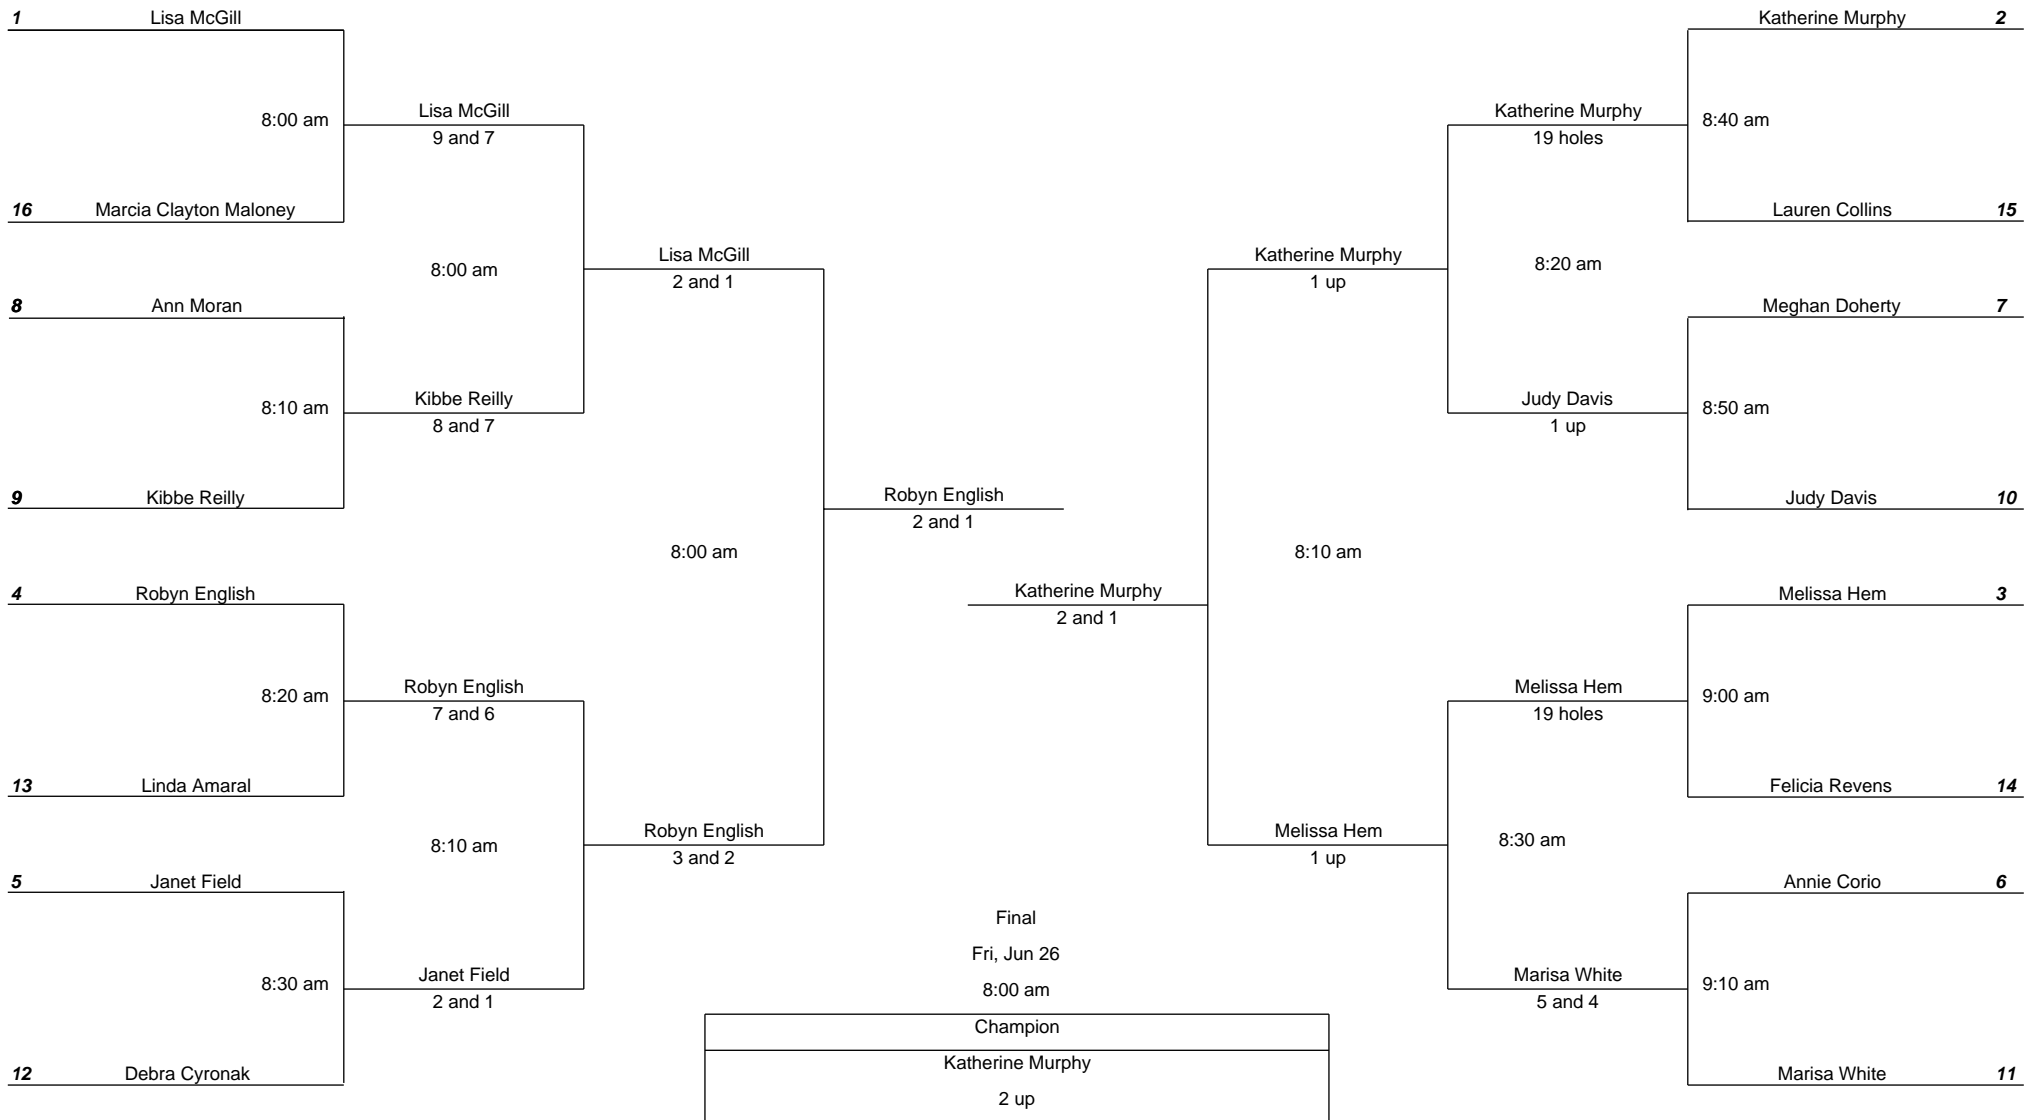 1 Lisa McGill
8:00 am
16 Marcia Clayton Maloney
8 Ann Moran
8:10 am
9 Kibbe Reilly
4 Robyn English
8:20 am
13 Linda Amaral
5 Janet Field
8:30 am
12 Debra Cyronak
Lisa McGill
9 and 7
8:00 am
Kibbe Reilly
8 and 7
Robyn English
7 and 6
8:10 am
Janet Field
2 and 1
Lisa McGill
2 and 1
8:00 am
Robyn English
3 and 2
Robyn English
2 and 1
Katherine Murphy
2 and 1
Final
Fri, Jun 26
8:00 am
Champion
Katherine Murphy
2 up
Katherine Murphy
1 up
8:10 am
Melissa Hem
1 up
Katherine Murphy
19 holes
8:20 am
Judy Davis
1 up
Melissa Hem
19 holes
8:30 am
Marisa White
5 and 4
Katherine Murphy 2
8:40 am
Lauren Collins 15
Meghan Doherty 7
8:50 am
Judy Davis 10
Melissa Hem 3
9:00 am
Felicia Revens 14
Annie Corio 6
9:10 am
Marisa White 11